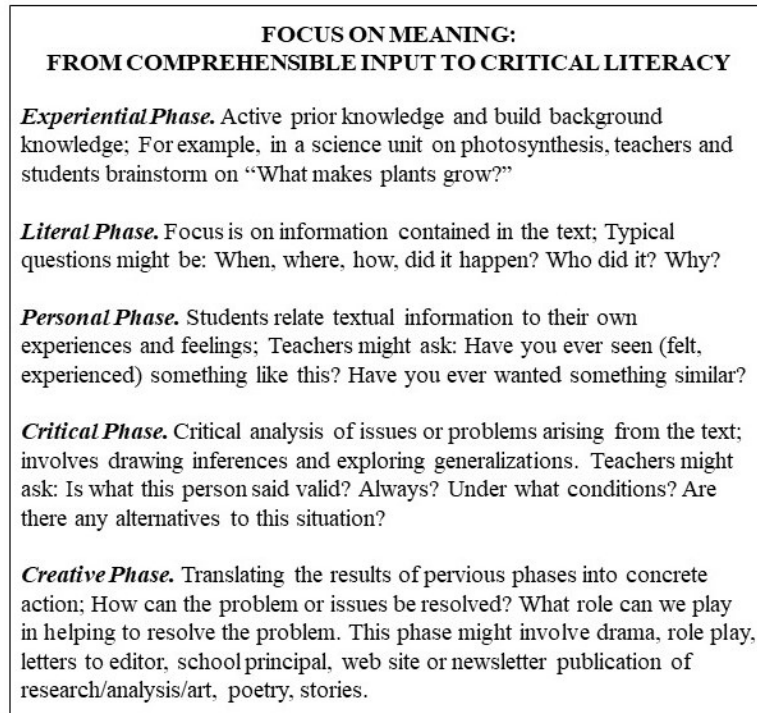 FOCUS ON MEANING:
FROM COMPREHENSIBLE INPUT TO CRITICAL LITERACY
Experiential Phase. Active prior knowledge and build background
knowledge; For example, in a science unit on photosynthesis, teachers and
students brainstorm on “What makes plants grow?”
Literal Phase. Focus is on information contained in the text; Typical
questions might be: When, where, how, did it happen? Who did it? Why?
Personal Phase. Students relate textual information to their own
experiences and feelings; Teachers might ask: Have you ever seen (felt,
experienced) something like this? Have you ever wanted something similar?
Critical Phase. Critical analysis of issues or problems arising from the text;
involves drawing inferences and exploring generalizations. Teachers might
ask: Is what this person said valid? Always? Under what conditions? Are
there any alternatives to this situation?
Creative Phase. Translating the results of pervious phases into concrete
action; How can the problem or issues be resolved? What role can we play
in helping to resolve the problem. This phase might involve drama, role play,
letters to editor, school principal, web site or newsletter publication of
research/analysis/art, poetry, stories.